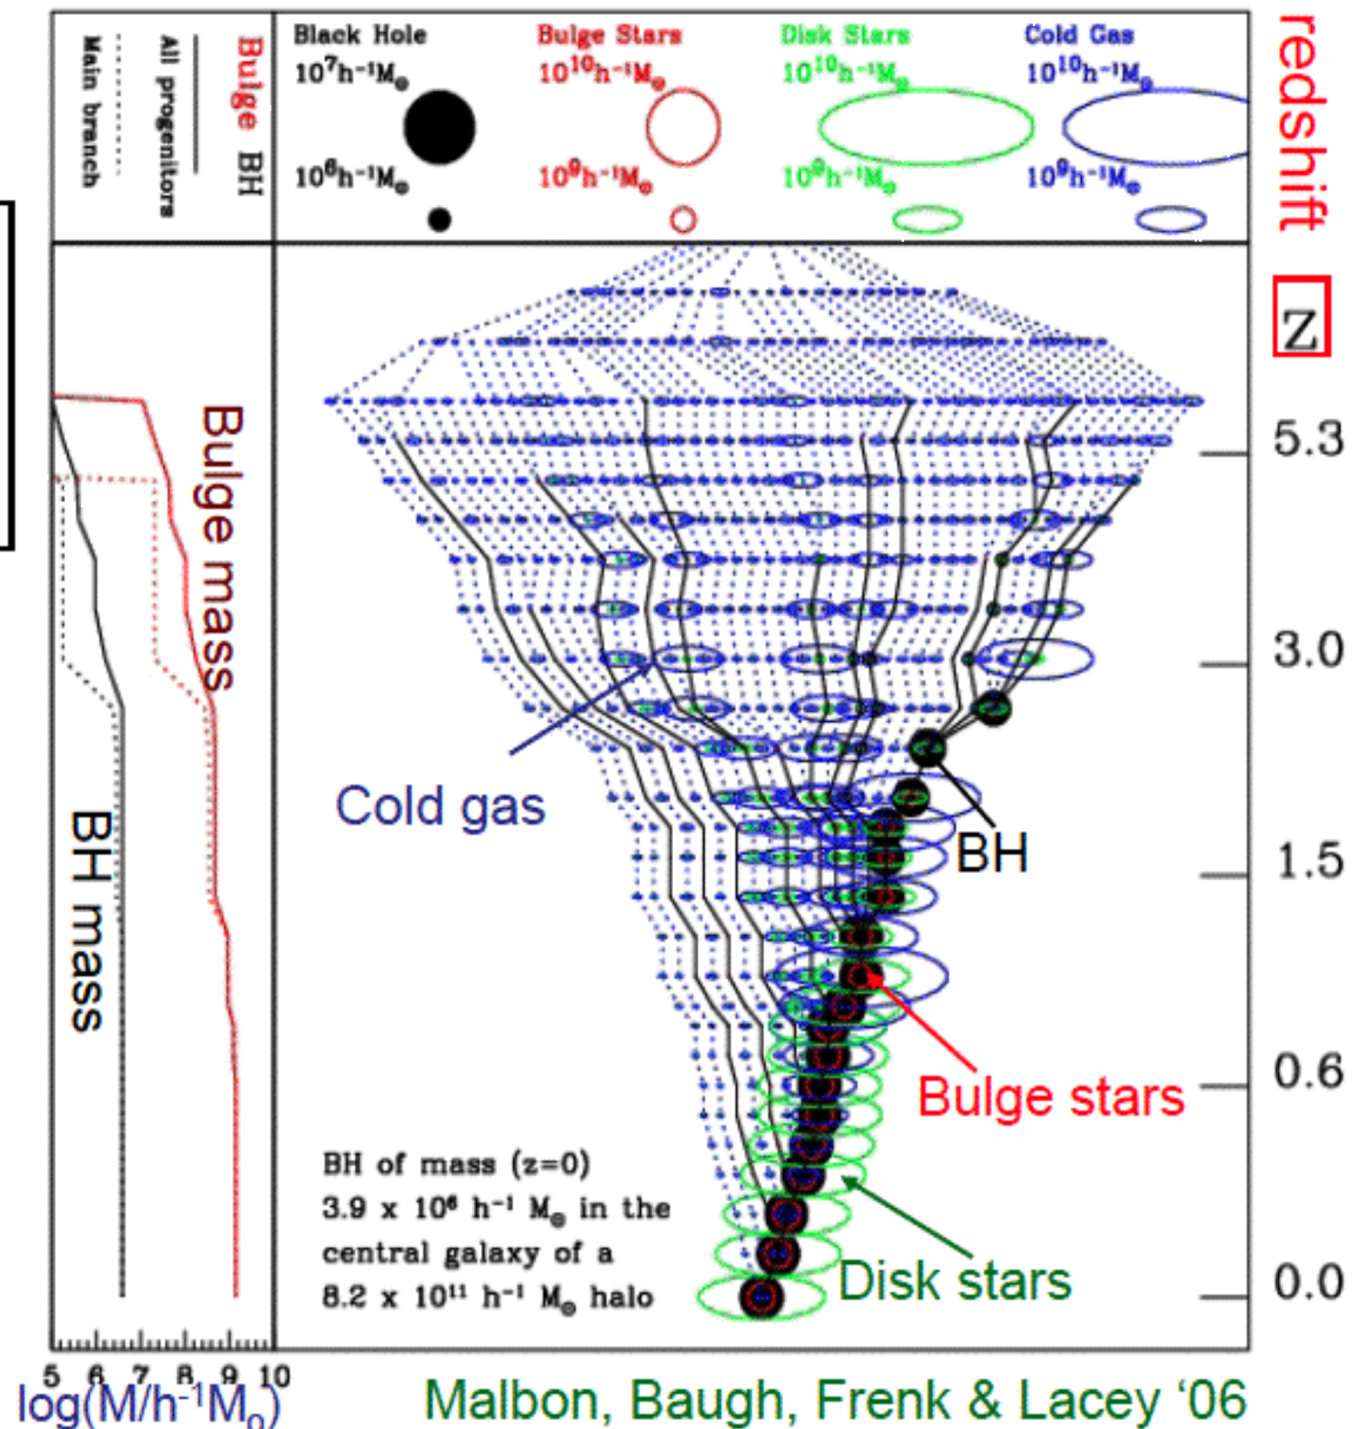 Bulge BH
All progenitors
Main branch
Black Hole
10⁷h⁻¹M⊙
10⁶h⁻¹M⊙
Bulge Stars
10¹⁰h⁻¹M⊙
10⁹h⁻¹M⊙
Disk Stars
10¹⁰h⁻¹M⊙
10⁹h⁻¹M⊙
Cold Gas
10¹⁰h⁻¹M⊙
10⁹h⁻¹M⊙
redshift
z
5.3
3.0
1.5
0.6
0.0
Bulge mass
BH mass
Cold gas
BH
Bulge stars
Disk stars
BH of mass (z=0)
3.9 x 10⁶ h⁻¹ M⊙ in the
central galaxy of a
8.2 x 10¹¹ h⁻¹ M⊙ halo
5 6 7 8 9 10
log(M/h⁻¹M₀)
Malbon, Baugh, Frenk & Lacey ‘06